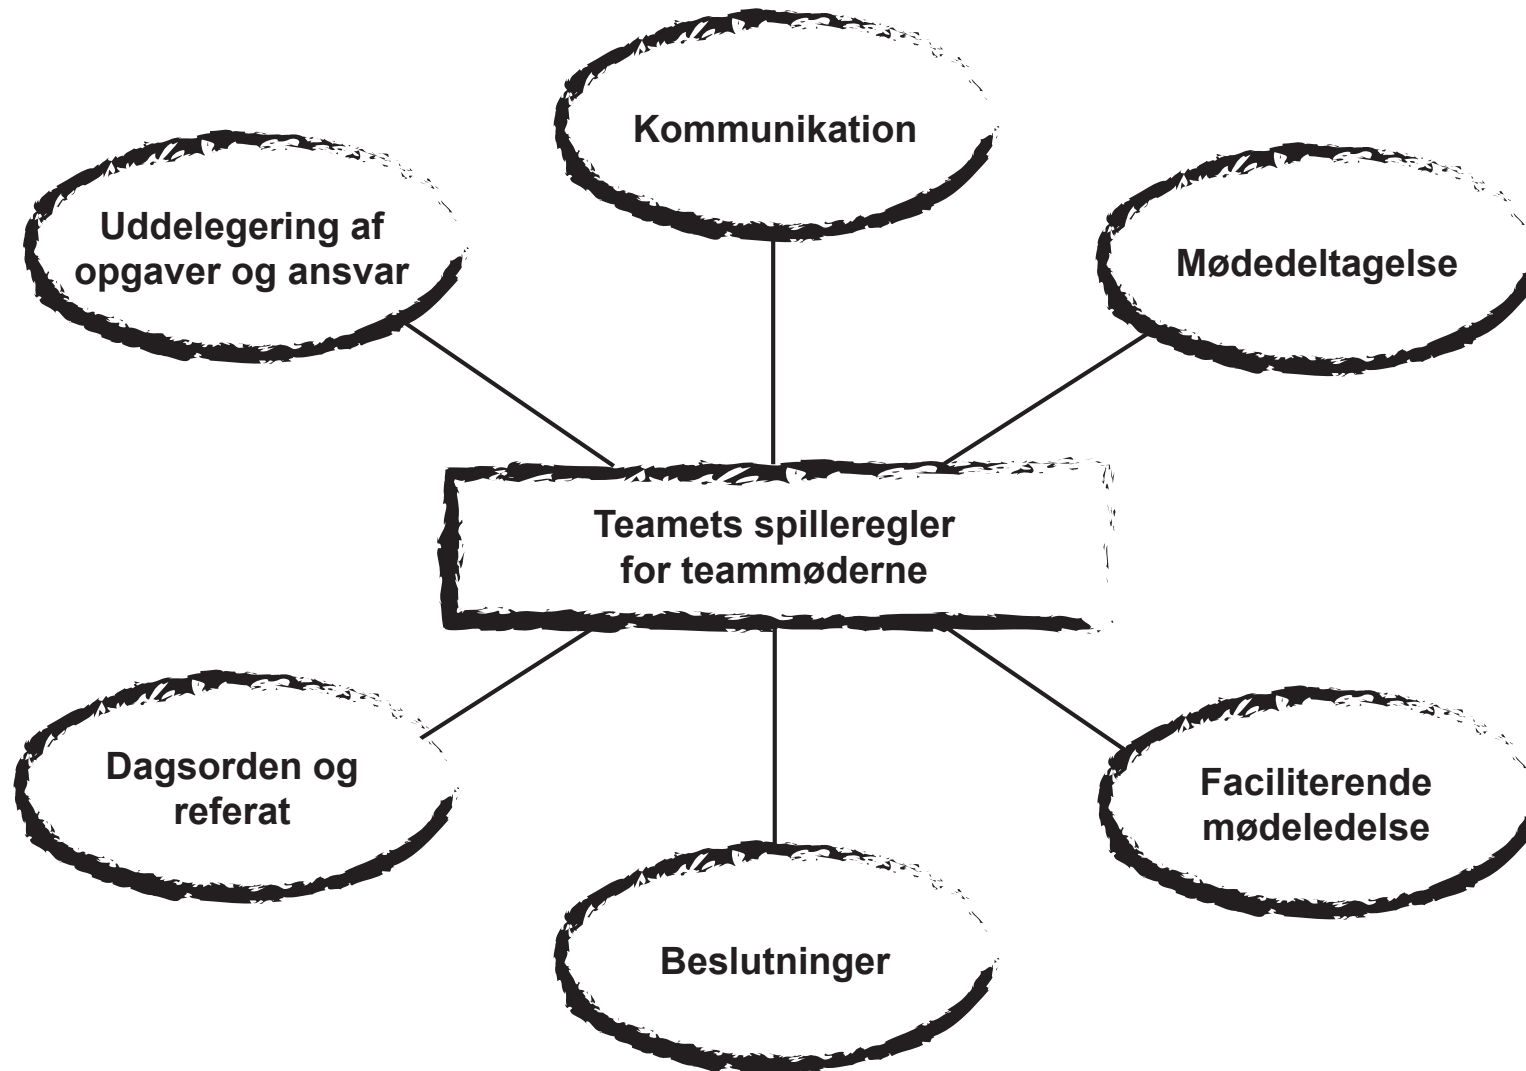 Kommunikation
Uddelegering af
opgaver og ansvar
Mødedeltagelse
Teamets spilleregler
for teammøderne
Dagsorden og
referat
Faciliterende
mødeledelse
Beslutninger